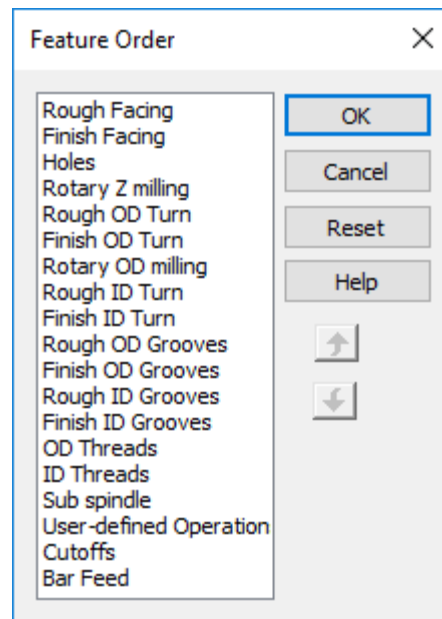 Feature Order
Rough Facing
Finish Facing
Holes
Rotary Z milling
Rough OD Turn
Finish OD Turn
Rotary OD milling
Rough ID Turn
Finish ID Turn
Rough OD Grooves
Finish OD Grooves
Rough ID Grooves
Finish ID Grooves
OD Threads
ID Threads
Sub spindle
User-defined Operation
Cutoffs
Bar Feed
OK
Cancel
Reset
Help